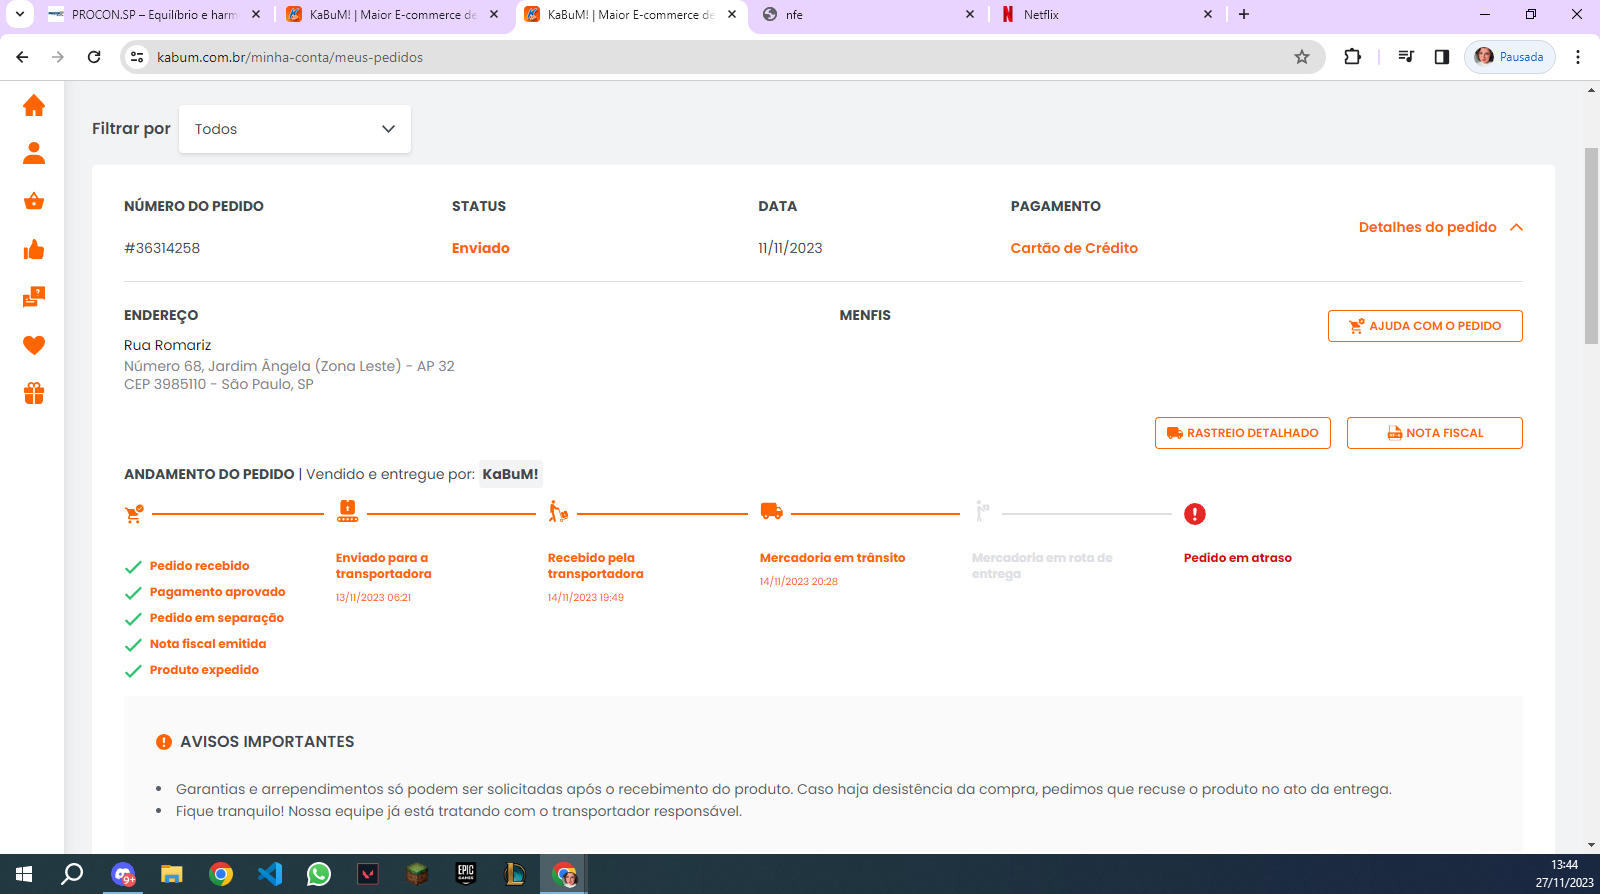 PROCON.SP – Equilíbrio e harm
KaBuM! | Maior E-commerce de
KaBuM! | Maior E-commerce de
nfe
Netflix
kabum.com.br/minha-conta/meus-pedidos
Pausada
Filtrar por
Todos
NÚMERO DO PEDIDO
STATUS
DATA
PAGAMENTO
Detalhes do pedido
#36314258
Enviado
11/11/2023
Cartão de Crédito
ENDEREÇO
MENFIS
AJUDA COM O PEDIDO
Rua Romariz
Número 68, Jardim Ângela (Zona Leste) - AP 32
CEP 3985110 - São Paulo, SP
RASTREIO DETALHADO
NOTA FISCAL
ANDAMENTO DO PEDIDO | Vendido e entregue por: KaBuM!
Pedido recebido
Pagamento aprovado
Pedido em separação
Nota fiscal emitida
Produto expedido
Enviado para a
transportadora
13/11/2023 06:21
Recebido pela
transportadora
14/11/2023 19:49
Mercadoria em trânsito
14/11/2023 20:28
Mercadoria em rota de
entrega
Pedido em atraso
AVISOS IMPORTANTES
Garantias e arrependimentos só podem ser solicitadas após o recebimento do produto. Caso haja desistência da compra, pedimos que recuse o produto no ato da entrega.
Fique tranquilo! Nossa equipe já está tratando com o transportador responsável.
9+
EPIC
GAMES
13:44
27/11/2023